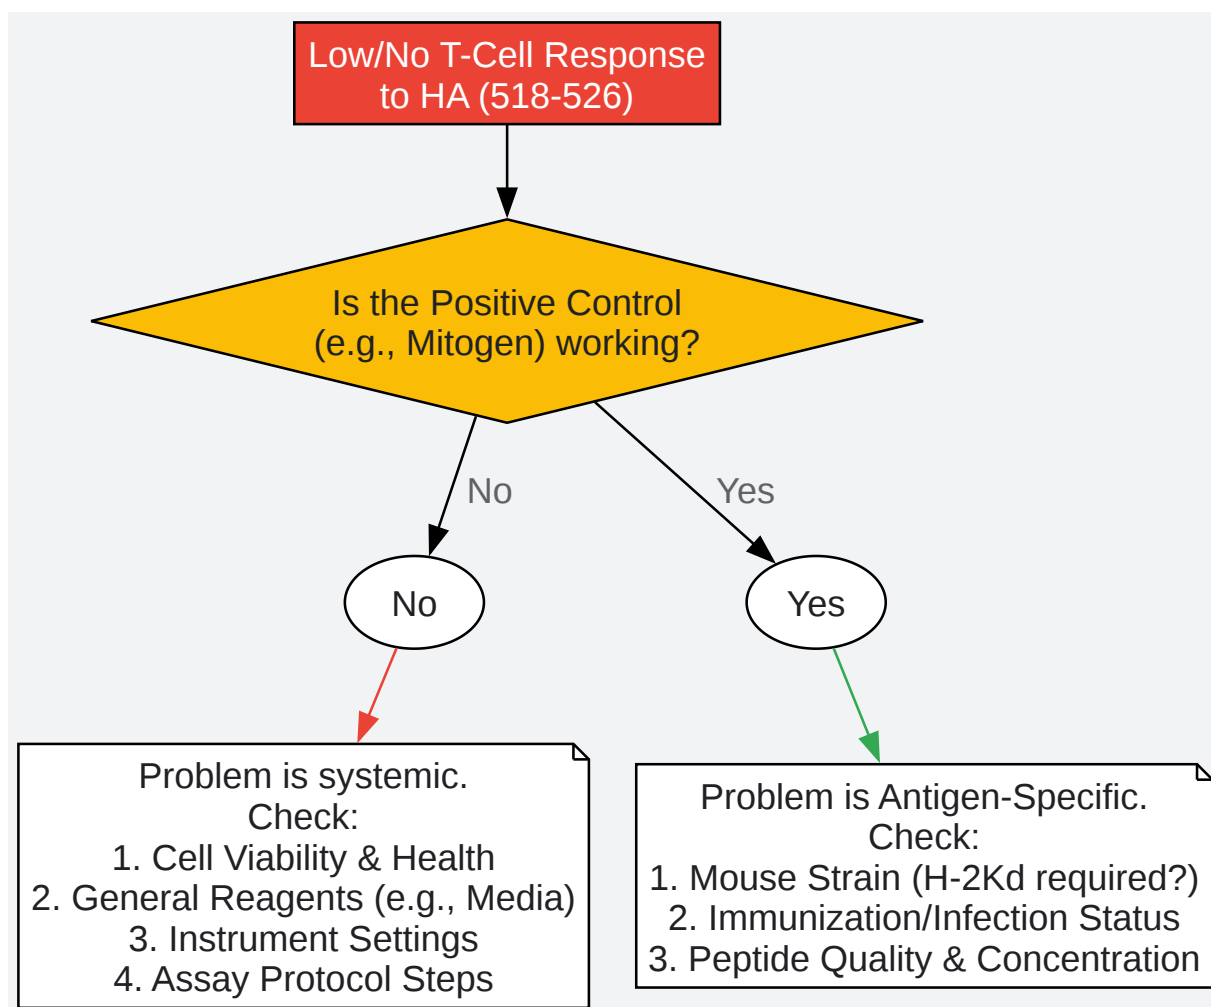 Low/No T-Cell Response
to HA (518-526)
Is the Positive Control
(e.g., Mitogen) working?
No
Yes
No
Yes
Problem is systemic.
Check:
1. Cell Viability & Health
2. General Reagents (e.g., Media)
3. Instrument Settings
4. Assay Protocol Steps
Problem is Antigen-Specific.
Check:
1. Mouse Strain (H-2Kd required?)
2. Immunization/Infection Status
3. Peptide Quality & Concentration